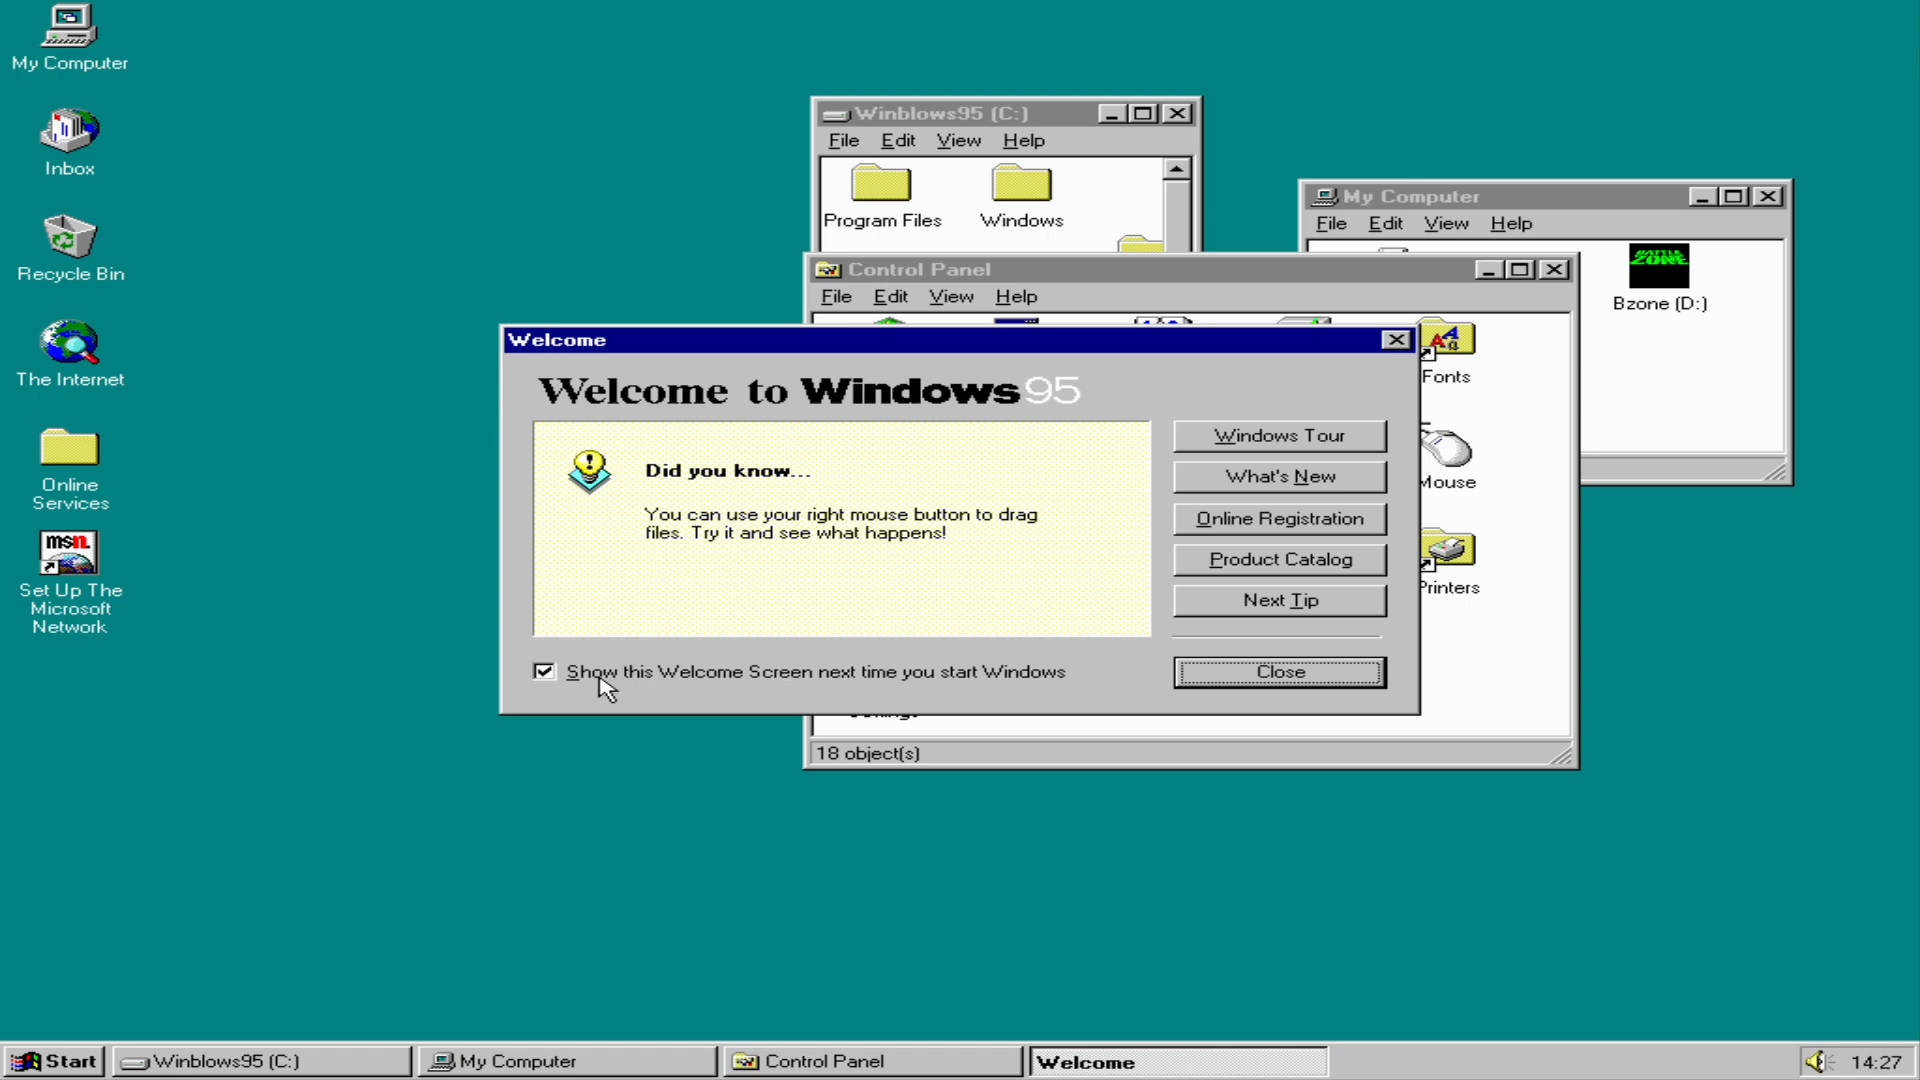 My Computer
Inbox
Recycle Bin
The Internet
Online
Services
msn.
Set Up The
Microsoft
Network
Winblows95 (C:)
File Edit View Help
Program Files Windows
My Computer
File Edit View Help
BATTLE
ZONE
Bzone (D:)
Control Panel
File Edit View Help
Fonts
Mouse
Printers
18 object(s)
Welcome
Welcome to Windows95
Did you know...
You can use your right mouse button to drag
files. Try it and see what happens!
Windows Tour
What's New
Online Registration
Product Catalog
Next Tip
Show this Welcome Screen next time you start Windows
Close
Start Winblows95 (C:) My Computer Control Panel Welcome 14:27